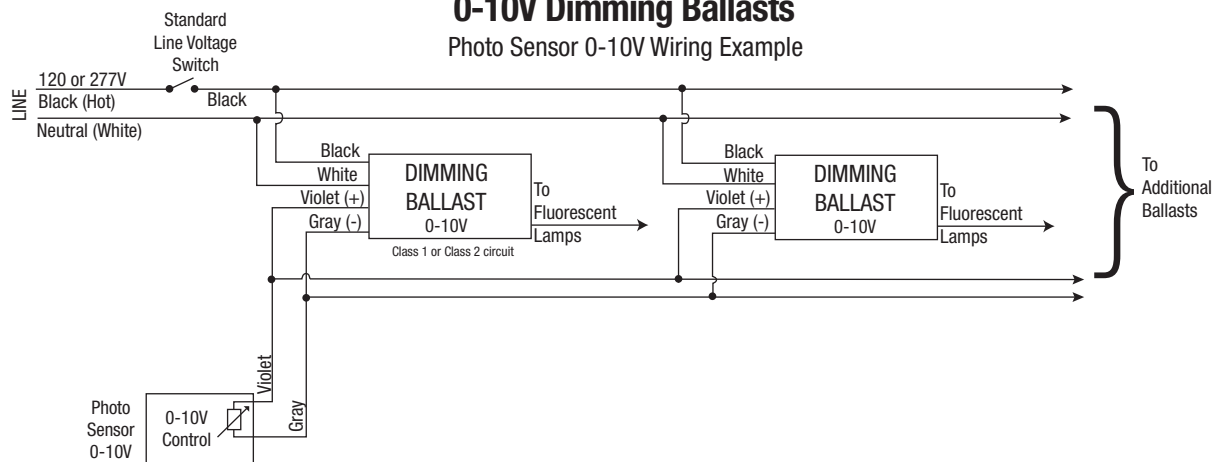 0-10V Dimming Ballasts
Photo Sensor 0-10V Wiring Example
Standard
Line Voltage
Switch
LINE
120 or 277V
Black (Hot)
Black
Neutral (White)
Black
White
Violet (+)
Gray (-)
DIMMING
BALLAST
0-10V
Class 1 or Class 2 circuit
To
Fluorescent
Lamps
Black
White
Violet (+)
Gray (-)
DIMMING
BALLAST
0-10V
To
Fluorescent
Lamps
To
Additional
Ballasts
Violet
Gray
Photo
Sensor
0-10V
0-10V
Control